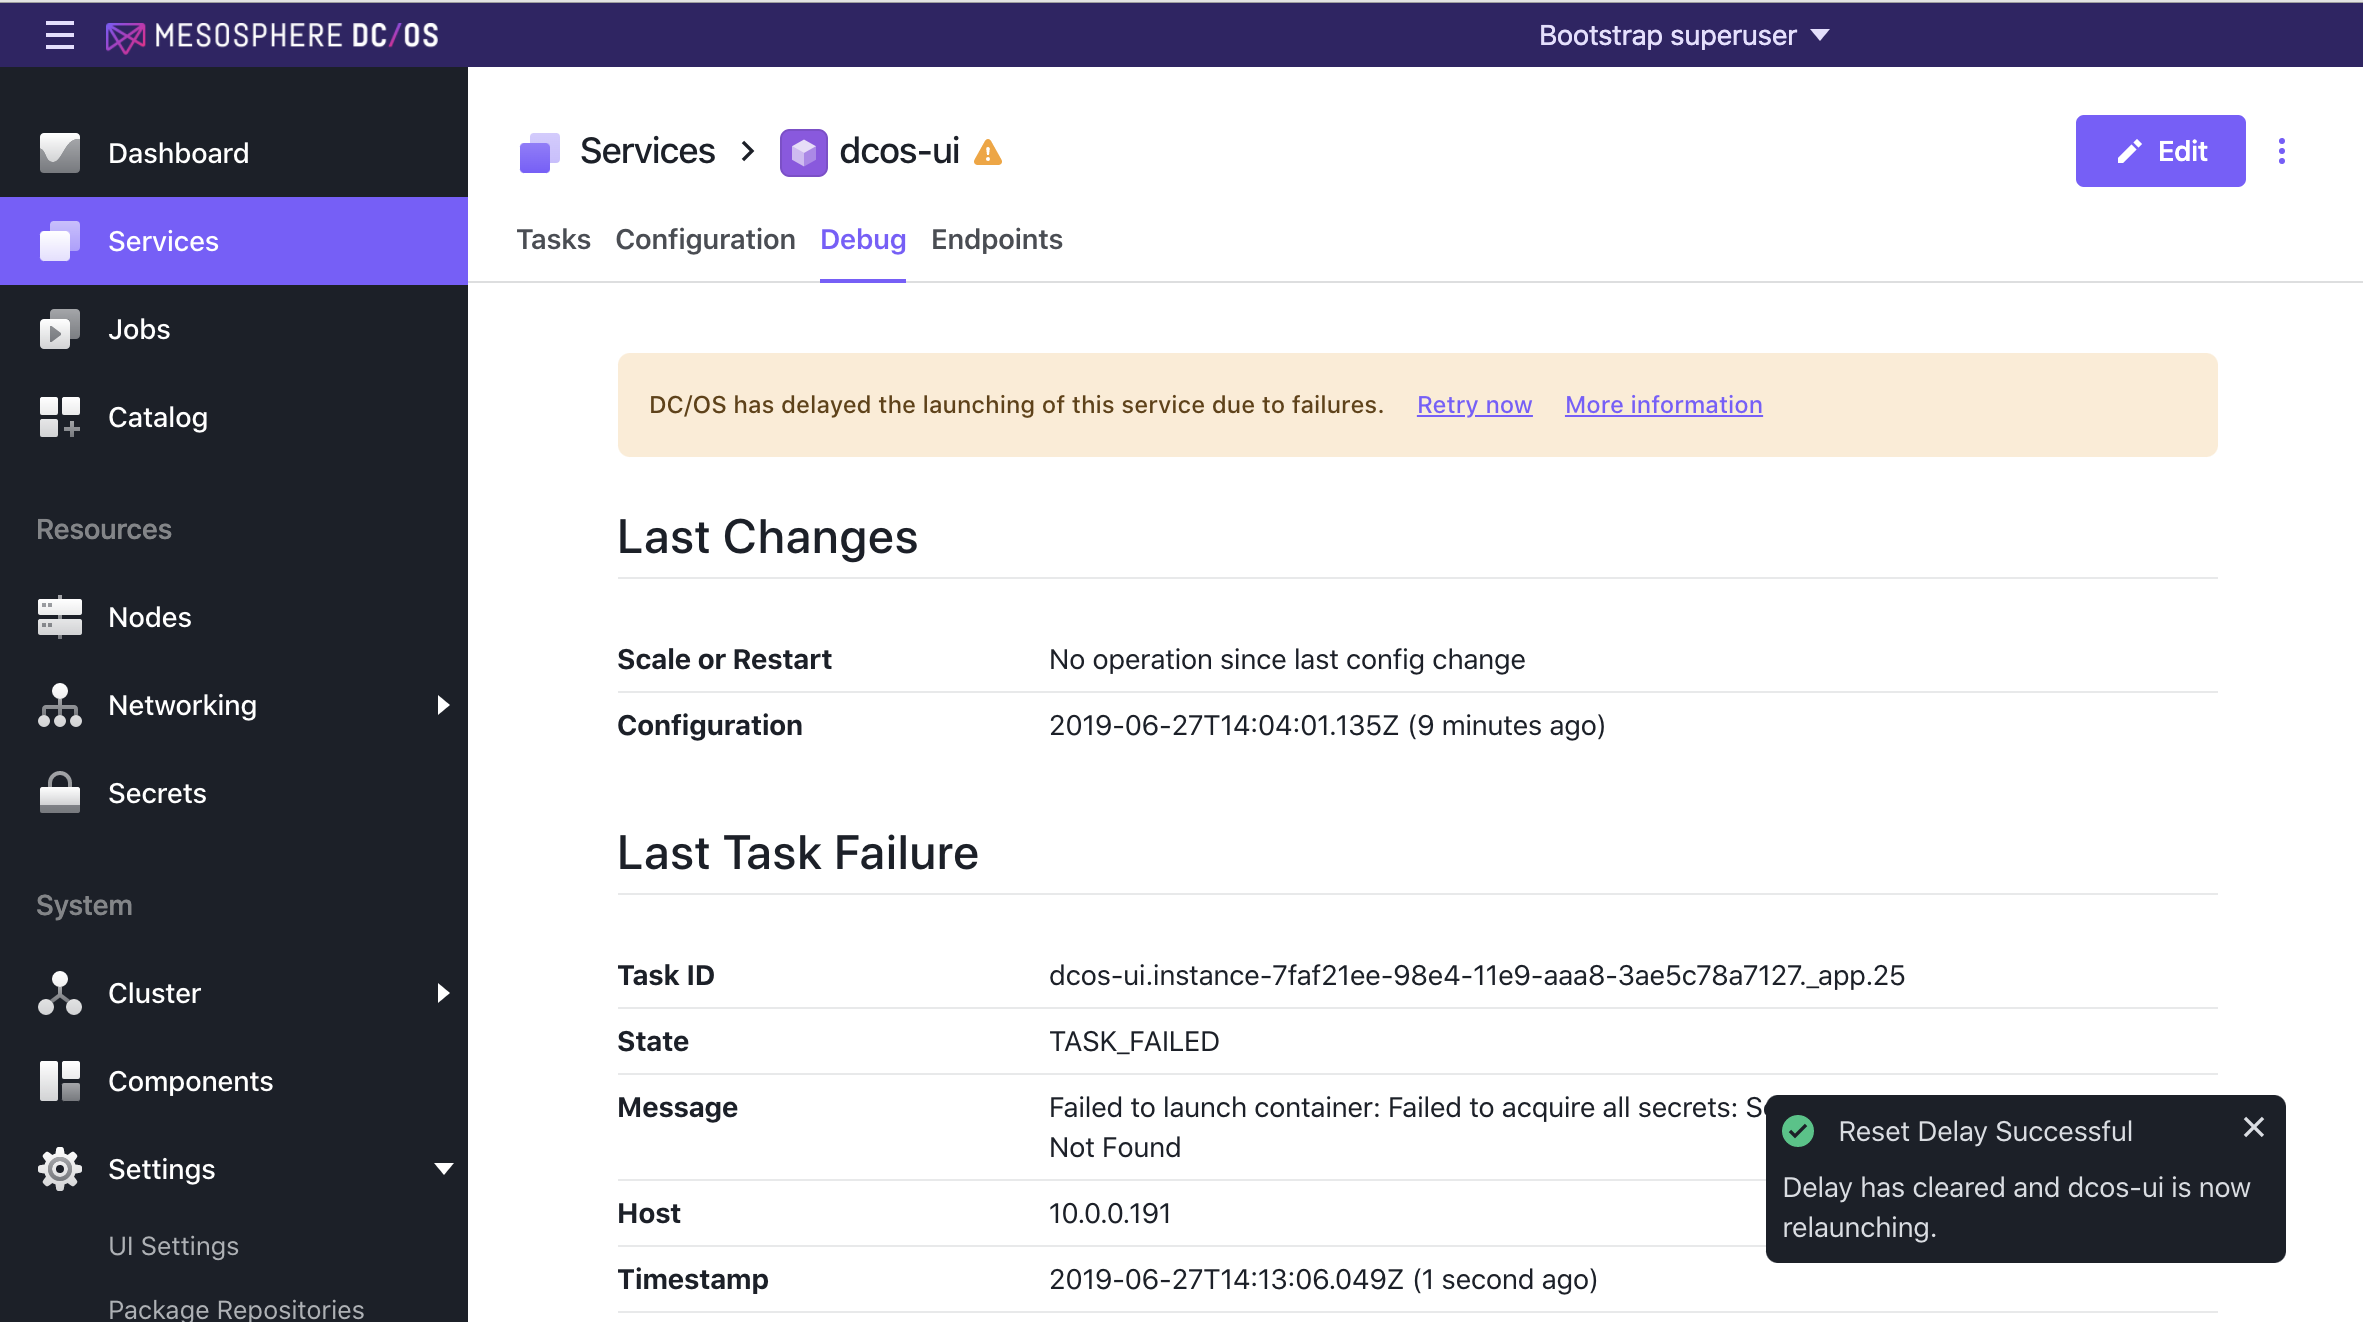 MESOSPHERE DC/OS
Bootstrap superuser
Dashboard
Services
Jobs
Catalog
Resources
Nodes
Networking
Secrets
System
Cluster
Components
Settings
UI Settings
Package Repositories
Services dcos-ui
Edit
Tasks Configuration Debug Endpoints
DC/OS has delayed the launching of this service due to failures. Retry now More information
Last Changes
Scale or Restart No operation since last config change
Configuration 2019-06-27T14:04:01.135Z (9 minutes ago)
Last Task Failure
Task ID dcos-ui.instance-7faf21ee-98e4-11e9-aaa8-3ae5c78a7127._app.25
State TASK_FAILED
Message Failed to launch container: Failed to acquire all secrets:
Not Found
Host 10.0.0.191
Timestamp 2019-06-27T14:13:06.049Z (1 second ago)
Reset Delay Successful
Delay has cleared and dcos-ui is now
relaunching.